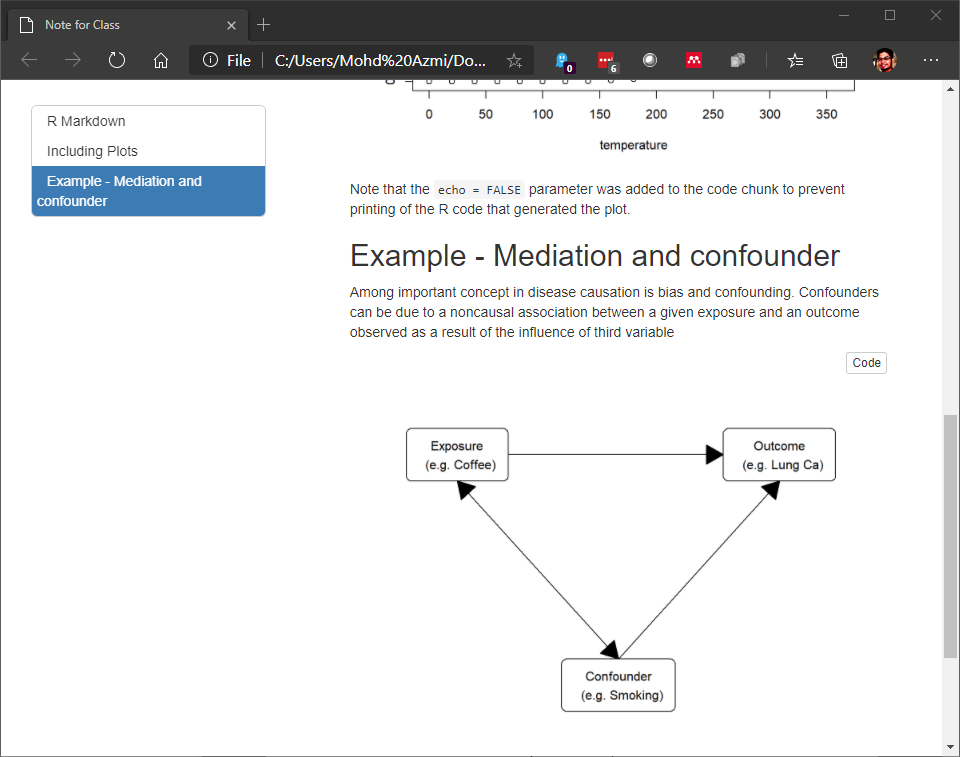 Note for Class
File
C:/Users/Mohd%20Azmi/Do...
0
6
R Markdown
Including Plots
Example - Mediation and
confounder
0 50 100 150 200 250 300 350
temperature
Note that the echo = FALSE parameter was added to the code chunk to prevent
printing of the R code that generated the plot.
Example - Mediation and confounder
Among important concept in disease causation is bias and confounding. Confounders
can be due to a noncausal association between a given exposure and an outcome
observed as a result of the influence of third variable
Code
Exposure
(e.g. Coffee)
Outcome
(e.g. Lung Ca)
Confounder
(e.g. Smoking)